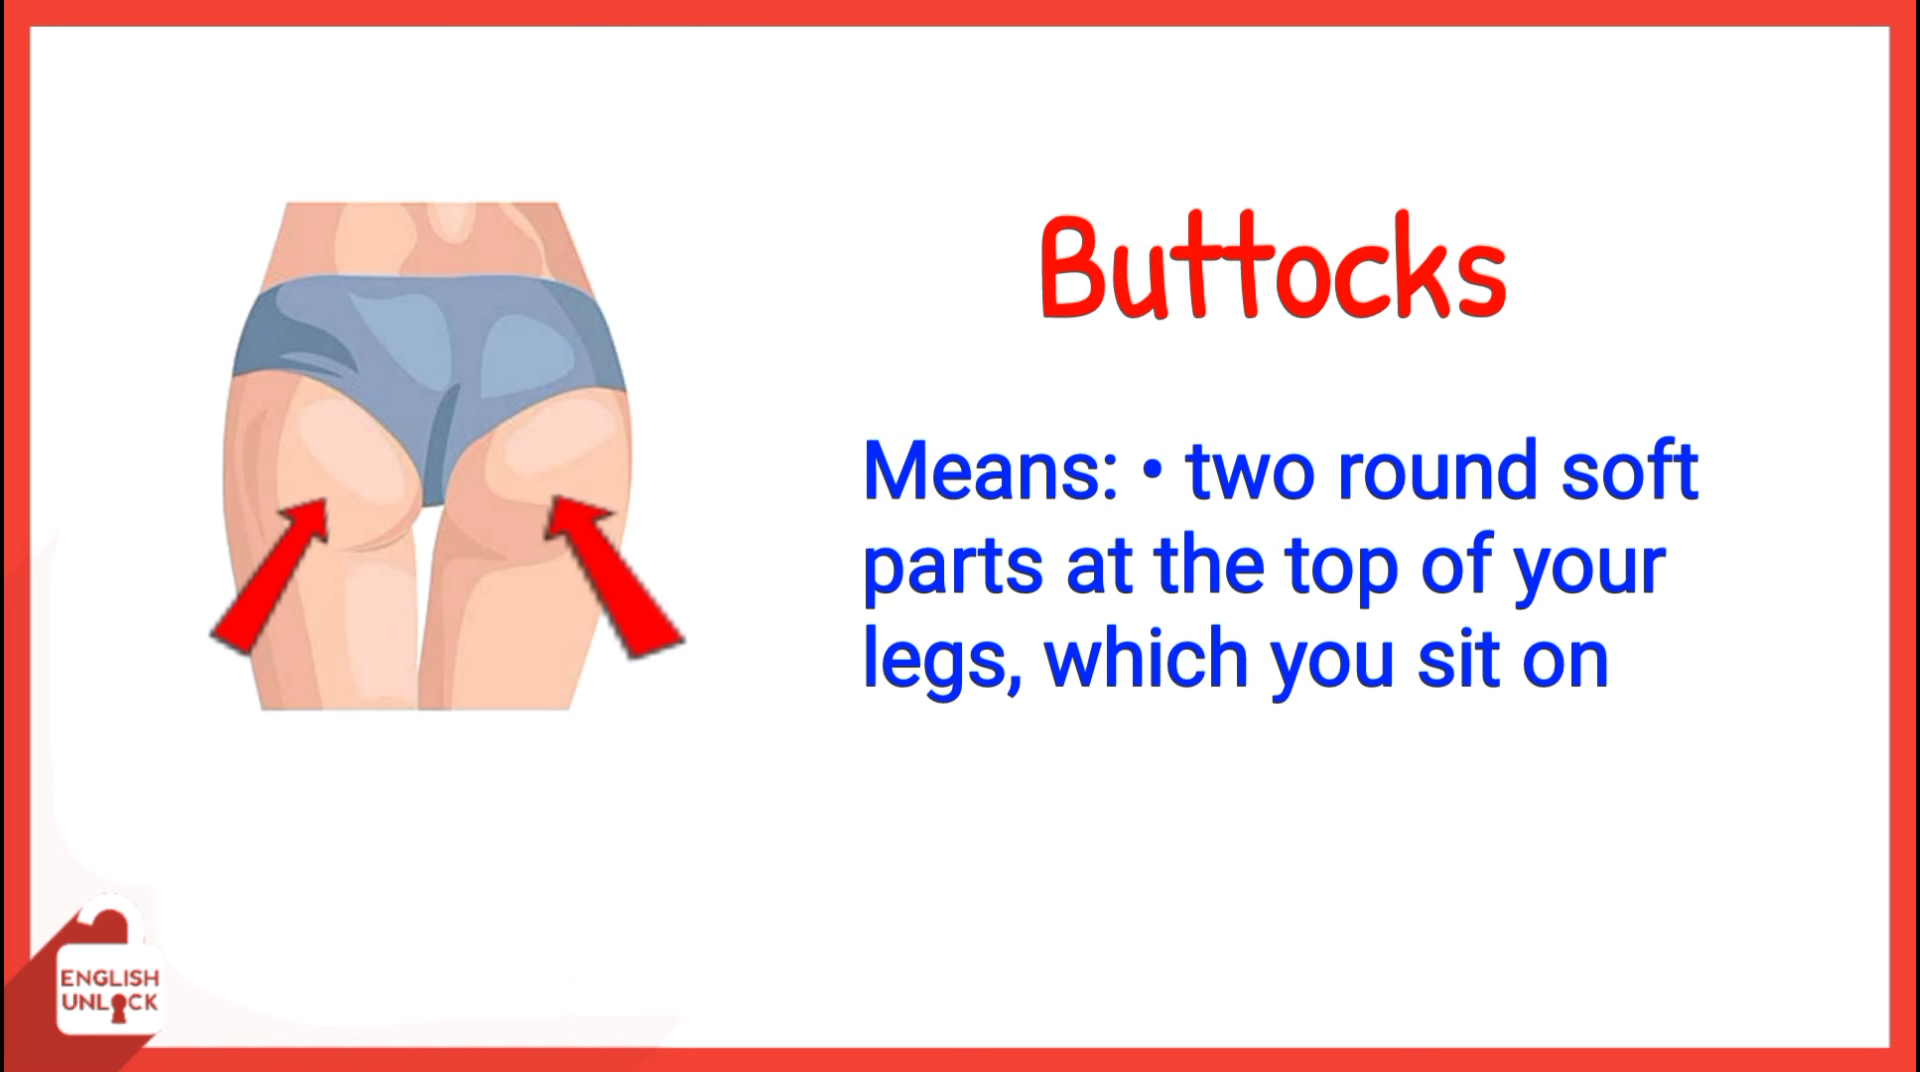 Buttocks
Means: • two round soft
parts at the top of your
legs, which you sit on
ENGLISH
UNLOCK